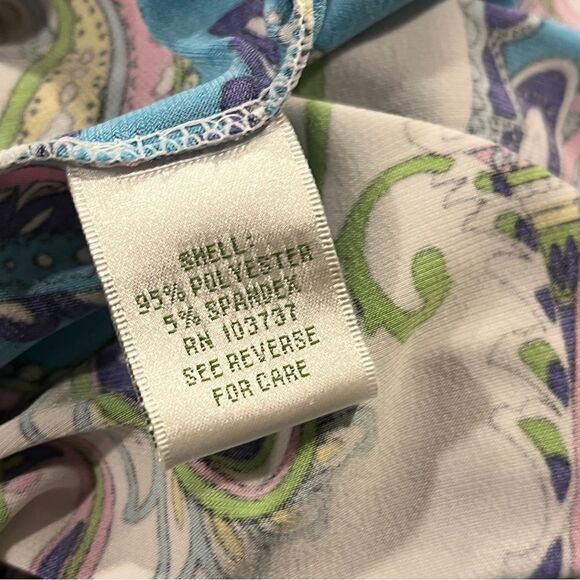 SHELL:
95% POLYESTER
5% SPANDEX
RN 103737
SEE REVERSE
FOR CARE